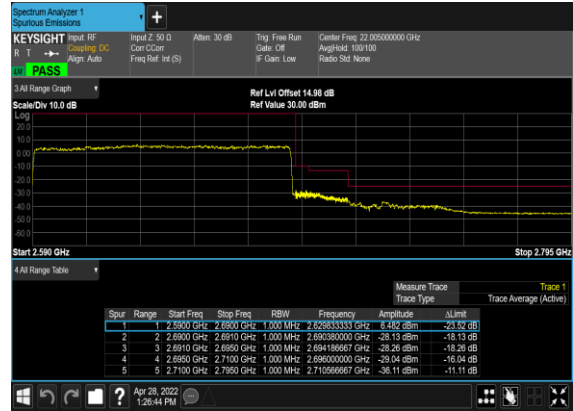 Spectrum Analyzer 1
Spurious Emissions
KEYSIGHT
R T
LM PASS
Input: RF
Coupling: DC
Align: Auto
Input Z: 50 Ω
Corr CCorr
Freq Ref: Int (S)
Atten: 30 dB
Trig: Free Run
Gate: Off
IF Gain: Low
Center Freq: 22.005000000 GHz
Avg|Hold: 100/100
Radio Std: None
3 All Range Graph
Ref Lvl Offset 14.98 dB
Scale/Div 10.0 dB
Ref Value 30.00 dBm
Log
20.0
10.0
0.00
-10.0
-20.0
-30.0
-40.0
-50.0
-60.0
Start 2.590 GHz
Stop 2.795 GHz
4 All Range Table
Measure Trace Trace 1
Trace Type Trace Average (Active)
Spur Range Start Freq Stop Freq RBW Frequency Amplitude ΔLimit
1 1 2.5900 GHz 2.6900 GHz 1.000 MHz 2.629833333 GHz 6.482 dBm -23.52 dB
2 2 2.6900 GHz 2.6910 GHz 1.000 MHz 2.690380000 GHz -28.13 dBm -18.13 dB
3 3 2.6910 GHz 2.6950 GHz 1.000 MHz 2.694186667 GHz -28.26 dBm -18.26 dB
4 4 2.6950 GHz 2.7100 GHz 1.000 MHz 2.696000000 GHz -29.04 dBm -16.04 dB
5 5 2.7100 GHz 2.7950 GHz 1.000 MHz 2.710566667 GHz -36.11 dBm -11.11 dB
Apr 28, 2022
1:26:44 PM